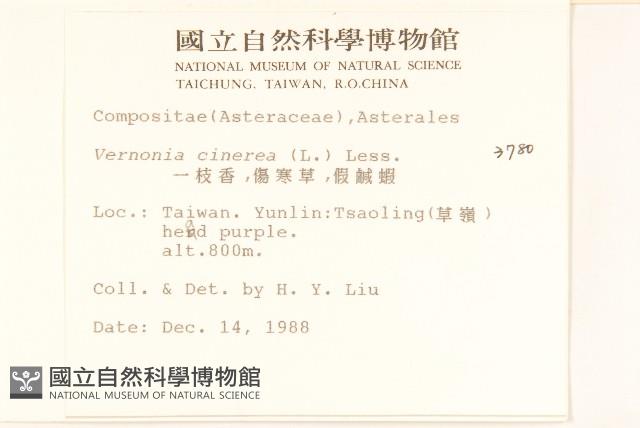 國立自然科學博物館
NATIONAL MUSEUM OF NATURAL SCIENCE
TAICHUNG, TAIWAN, R.O.CHINA
Compositae(Asteraceae),Asterales
Vernonia cinerea (L.) Less. →780
一枝香,傷寒草,假鹹蝦
Loc.: Taiwan. Yunlin:Tsaoling(草嶺)
head purple.
alt.800m.
Coll. & Det. by H. Y. Liu
Date: Dec. 14, 1988
國立自然科學博物館
NATIONAL MUSEUM OF NATURAL SCIENCE